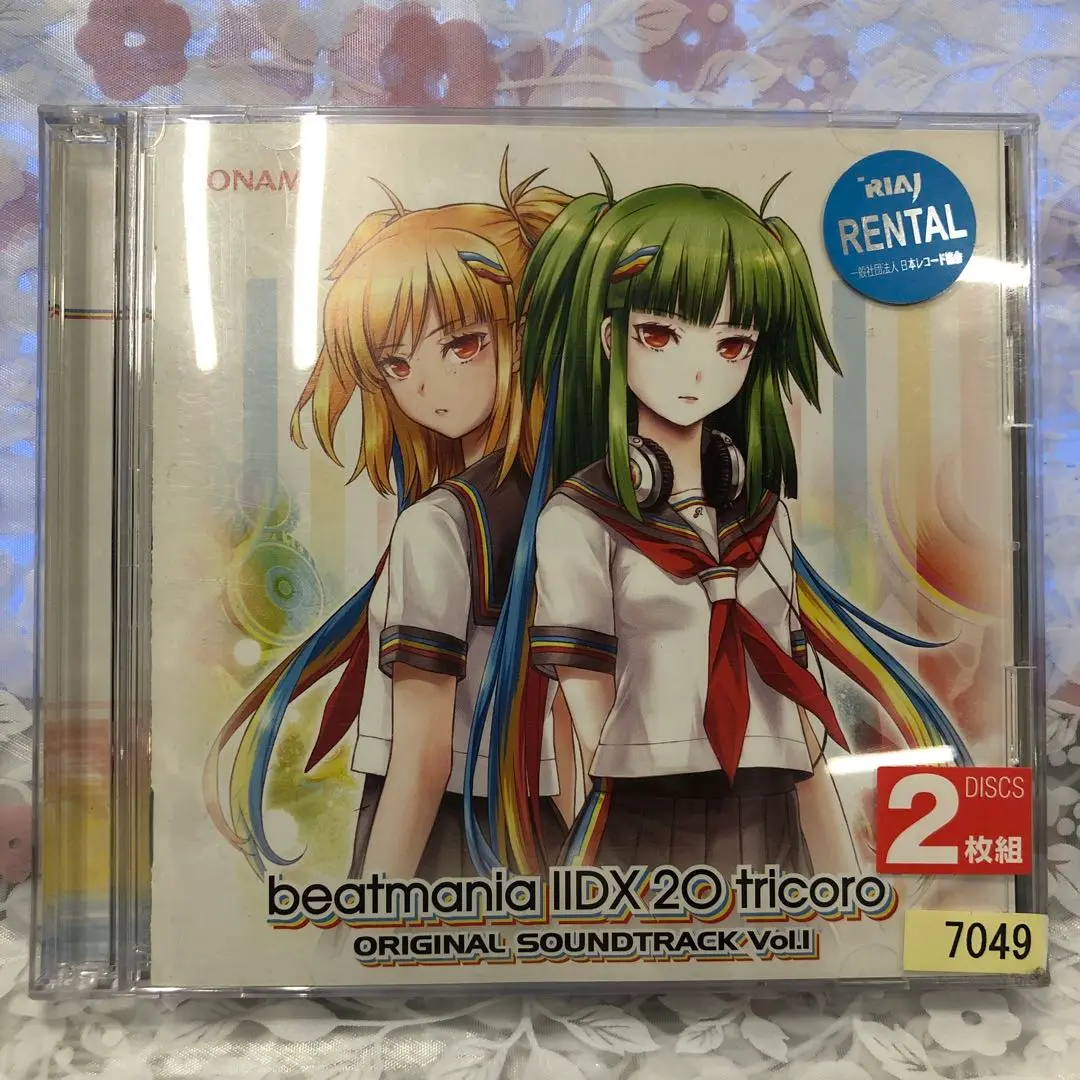 ONAM
RIAJ
RENTAL
一般社団法人 日本レコード協会
2 DISCS
枚組
beatmania IIDX 20 tricoro
ORIGINAL SOUNDTRACK Vol.1
7049